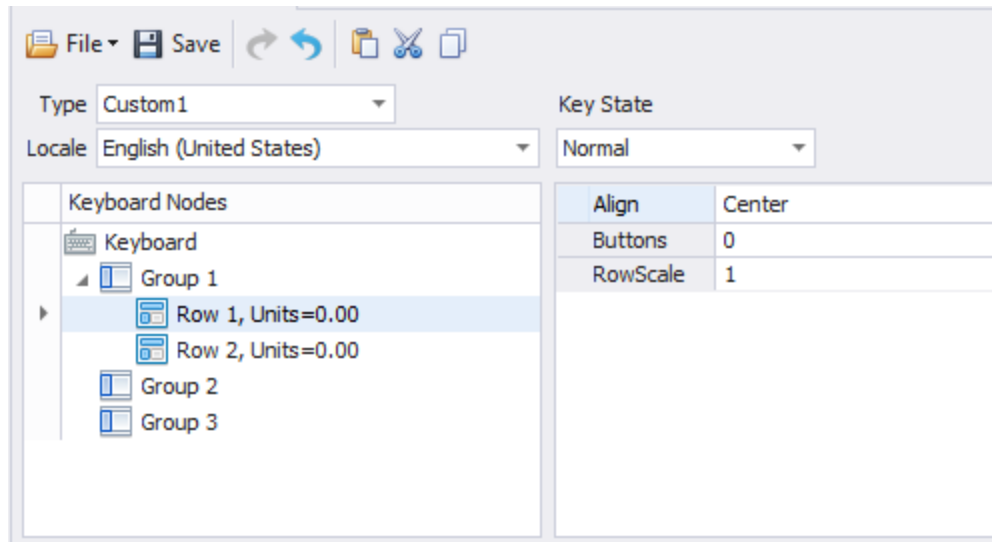 File Save
Type Custom1 Key State
Locale English (United States) Normal
Keyboard Nodes Align Center
Keyboard Buttons 0
Group 1 RowScale 1
Row 1, Units=0.00
Row 2, Units=0.00
Group 2
Group 3